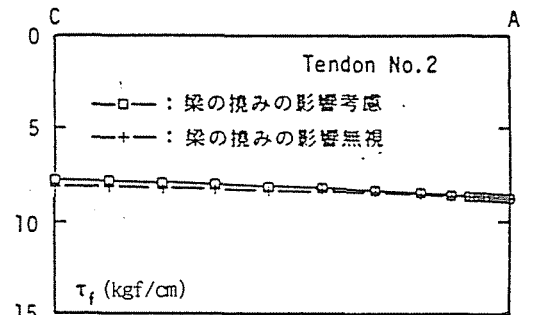 C A
0
Tendon No.2
—□— : 梁の撓みの影響考慮
—+— : 梁の撓みの影響無視
5
10
τf (kgf/cm)
15